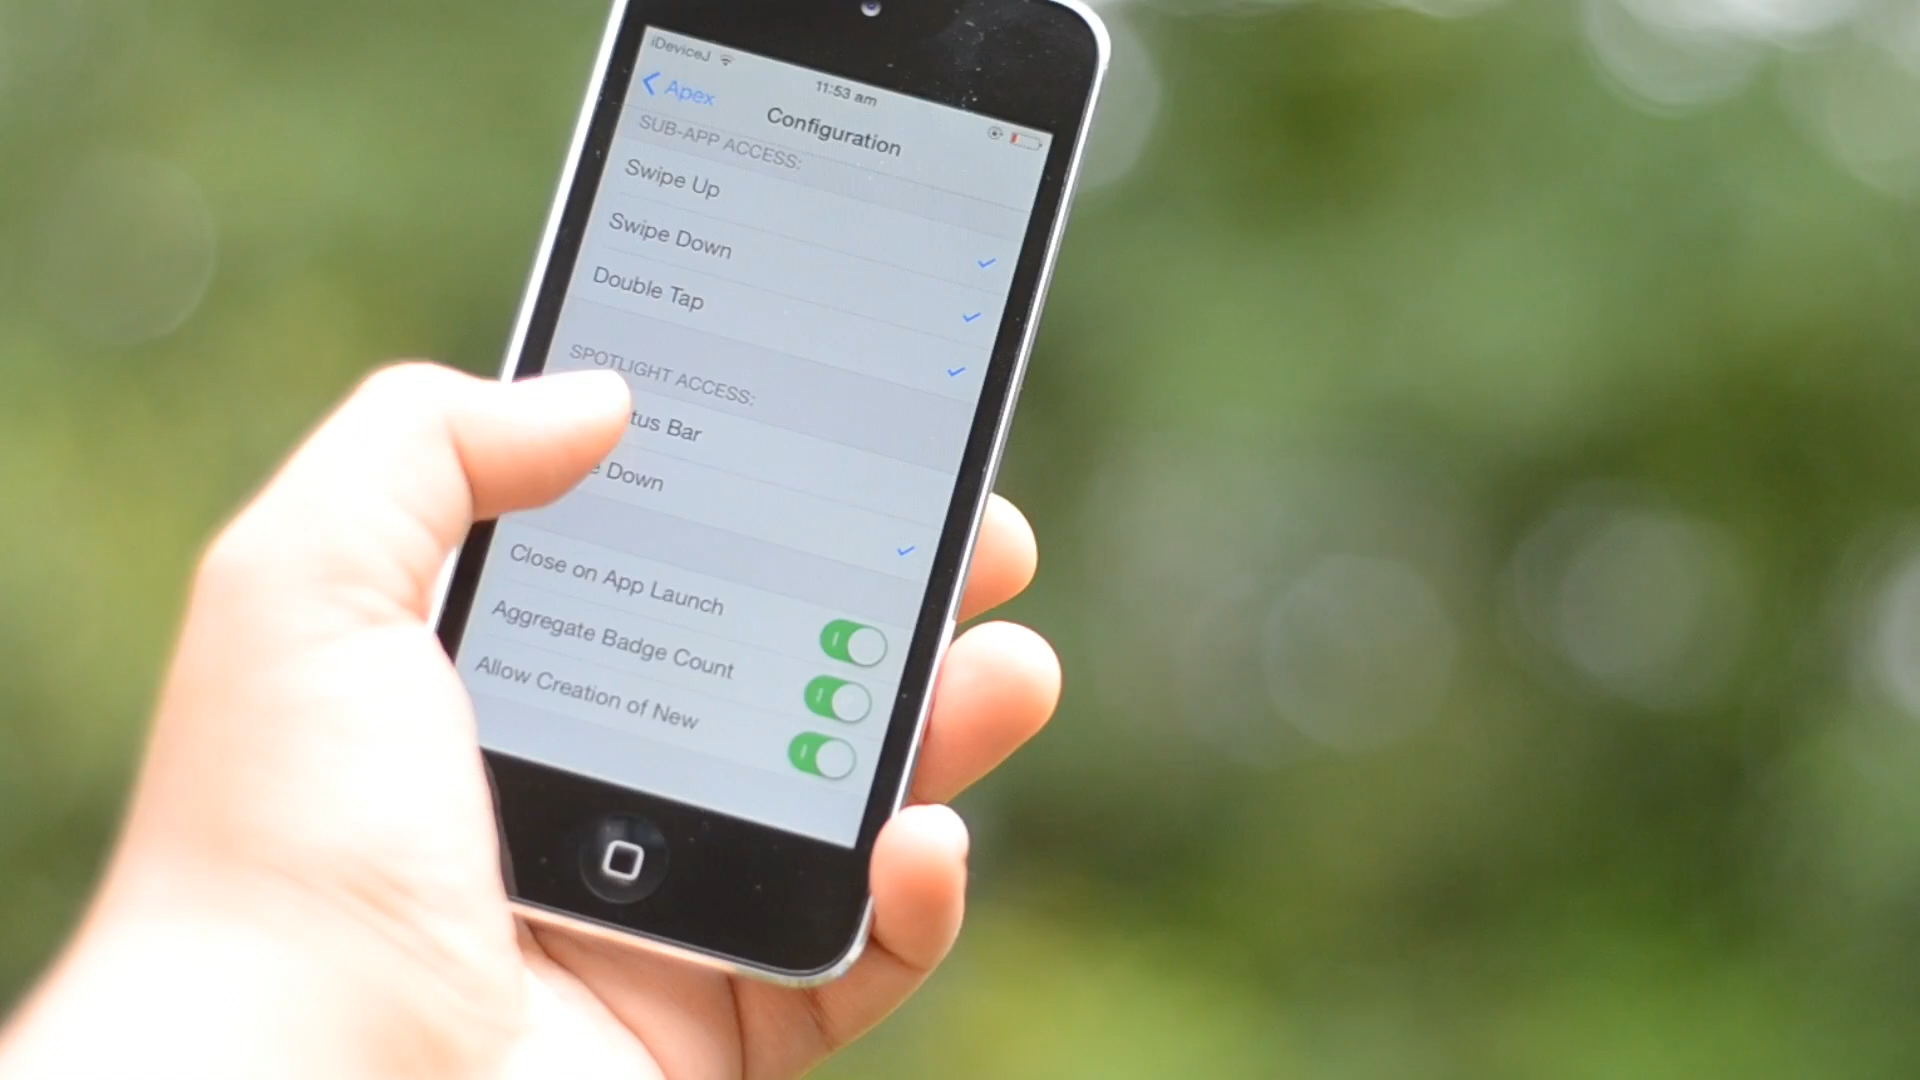 iDeviceJ
11:53 am
Apex
Configuration
SUB-APP ACCESS:
Swipe Up
Swipe Down
Double Tap
SPOTLIGHT ACCESS:
tus Bar
e Down
Close on App Launch
Aggregate Badge Count
Allow Creation of New